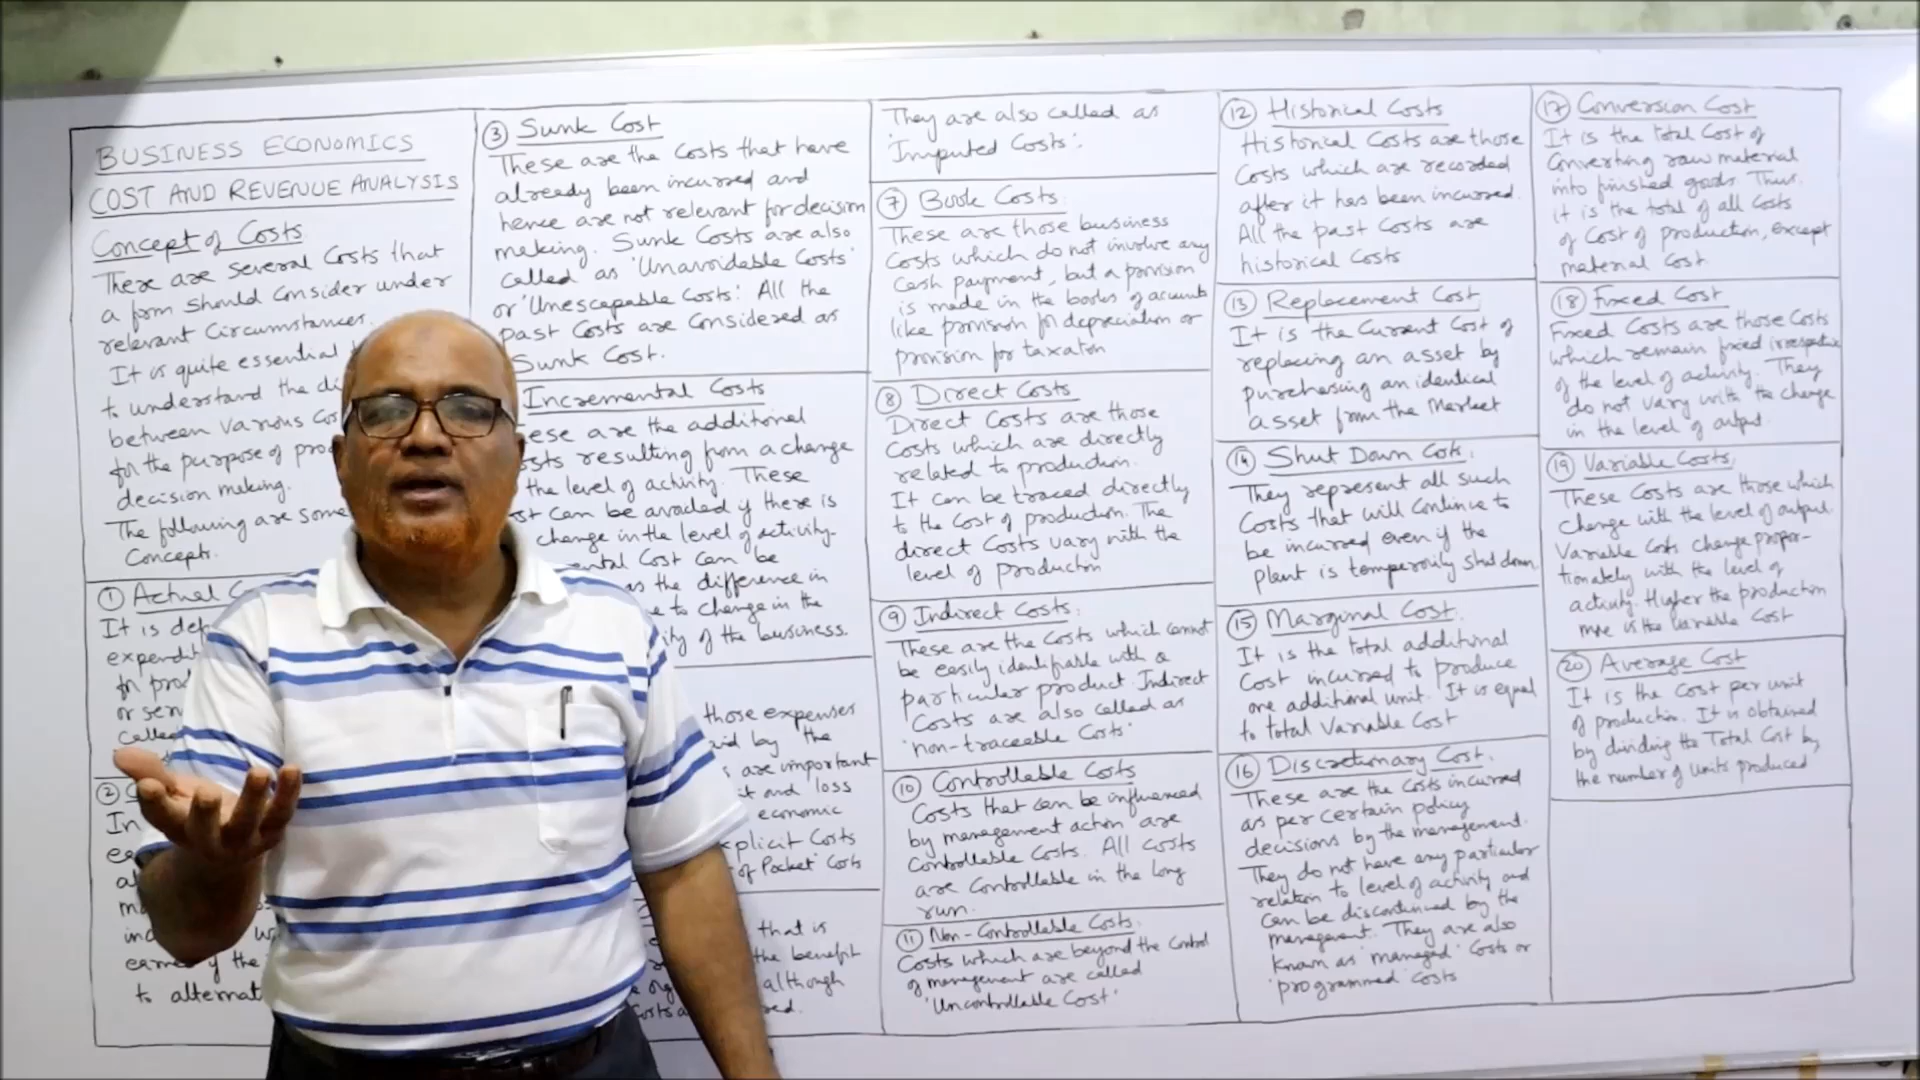 BUSINESS ECONOMICS
COST AND REVENUE ANALYSIS
Concept of Costs
There are several Costs that
a firm should Consider under
relevant Circumstances.
It is quite essential
to understand the
between various
for the purpose of
decision making.
The following are some
Concepts.
① Actual
It is
or
②
In
to
③ Sunk Cost
These are the Costs that have
already been incurred and
hence are not relevant for decision
making. Sunk Costs are also
Called as 'Unavoidable Costs'
or 'Unescapable Costs'. All the
past Costs are Considered as
Sunk Cost.
Incremental Costs
are the additional
resulting from a change
the level of activity. These
can be availed if there is
change in the level of activity.
Cost can be
as the difference in
to change in the
of the business.
those expenses
by the
are important
and loss
economic
Costs
of Pocket Costs
that is
the benefit
although
They are also called as
'Imputed Costs'.
⑦ Book Costs
These are those business
Costs which do not involve any
Cash payment, but a provision
is made in the books of accounts
like provision for depreciation or
provision for taxation
⑧ Direct Costs
Direct Costs are those
Costs which are directly
related to production.
It can be traced directly
to the Cost of production. The
direct Costs vary with the
level of production
⑨ Indirect Costs.
These are the Costs which cannot
be easily identifiable with a
particular product. Indirect
Costs are also called as
'non-traceable Costs'
⑩ Controllable Costs
Costs that can be influenced
by management action are
Controllable Costs. All Costs
are Controllable in the long
run.
⑪ Non-Controllable Costs.
Costs which are beyond the Control
of management are called
'Uncontrollable Cost'
⑫ Historical Costs
Historical Costs are those
Costs which are recorded
after it has been incurred.
All the past Costs are
historical Costs
⑬ Replacement Cost
It is the Current Cost of
replacing an asset by
purchasing an identical
asset from the Market
⑭ Shut Down Costs.
They represent all such
Costs that will Continue to
be incurred even if the
plant is temporily shut down
⑮ Marginal Cost.
It is the total additional
Cost incurred to produce
one additional unit. It is equal
to total Variable Cost
⑯ Discretionary Cost.
These are the Costs incurred
as per certain policy
decisions by the management.
They do not have any particular
relation to level of activity and
can be discontinued by the
management. They are also
known as 'managed' Costs or
'programmed' Costs
⑰ Conversion Cost
It is the total Cost of
Converting raw material
into finished goods. Thus
it is the total of all Costs
of Cost of production, except
material Cost.
⑱ Fixed Cost
Fixed Costs are those Costs
which remain fixed irrespective
of the level of activity. They
do not vary with the change
in the level of output.
⑲ Variable Costs
These Costs are those which
change with the level of output.
Variable Costs change propor-
tionately with the level of
activity. Higher the production
more is the Variable Cost
⑳ Average Cost
It is the Cost per unit
of production. It is obtained
by dividing the Total Cost by
the number of units produced